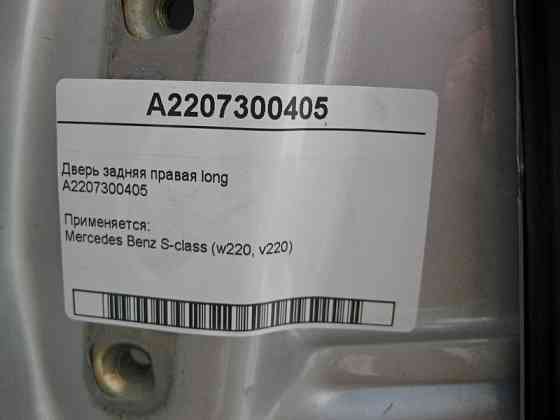 A2207300405
Дверь задняя правая long
A2207300405
Применяется:
Mercedes Benz S-class (w220, v220)